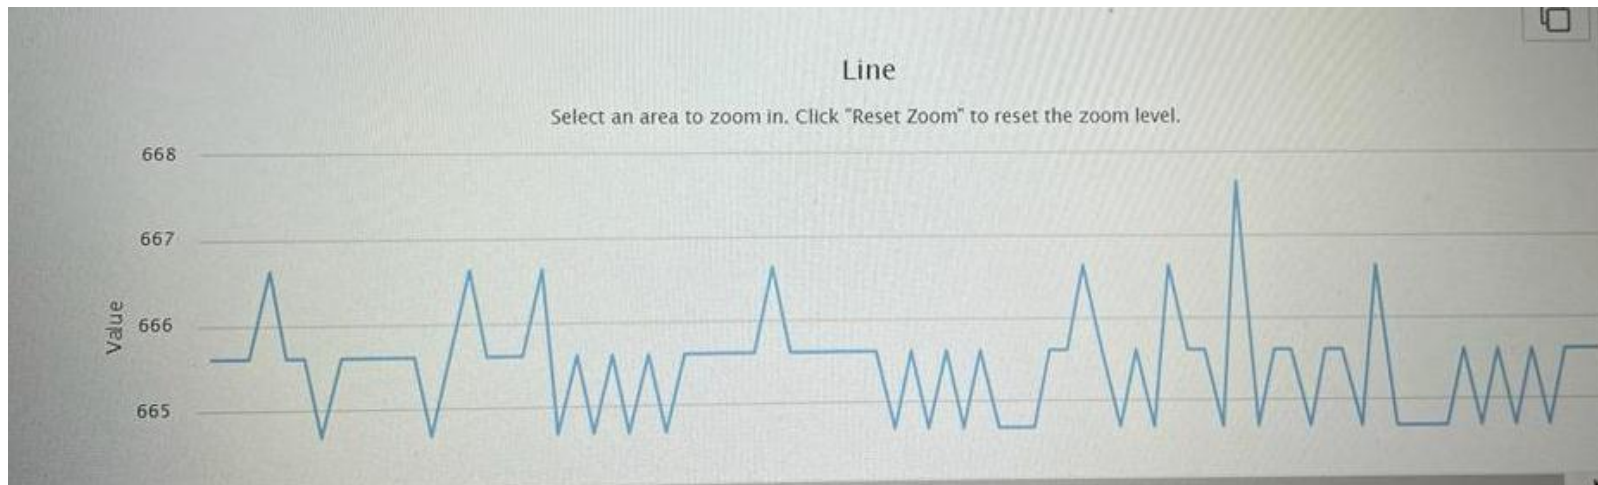 Line
Select an area to zoom in. Click "Reset Zoom" to reset the zoom level.
668
667
666
665
Value